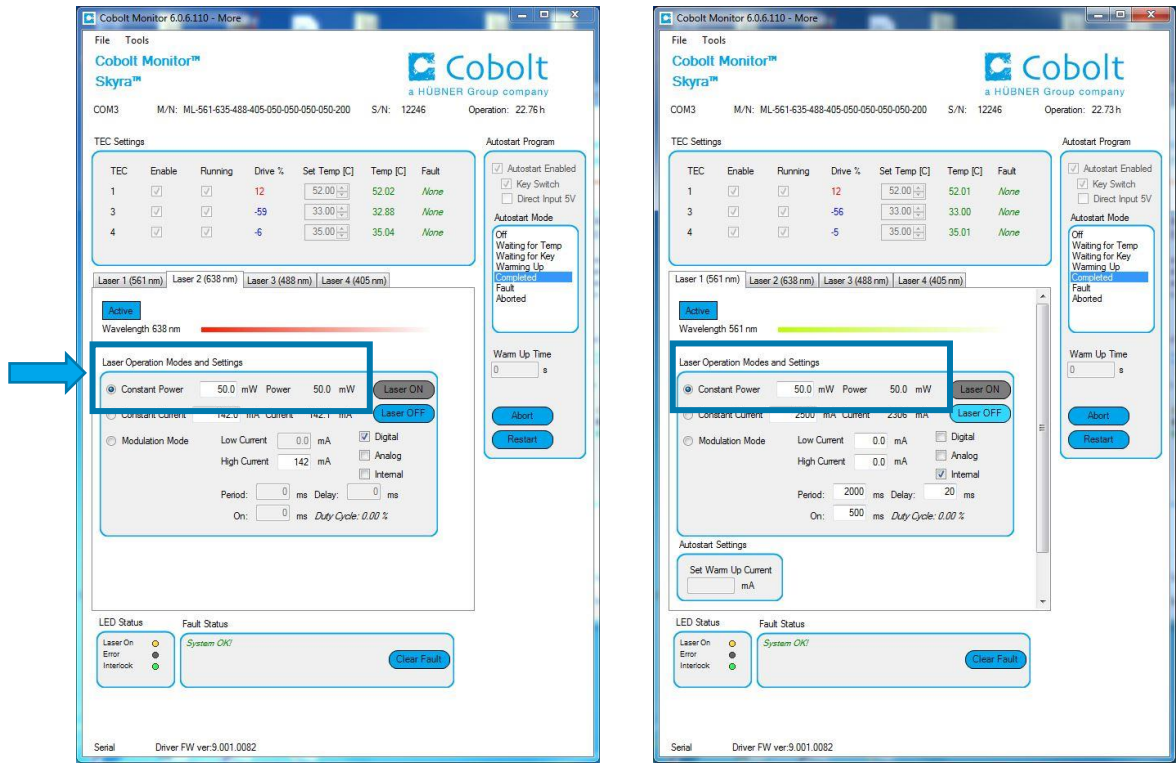 Cobolt Monitor 6.0.6.110 - More
File Tools
Cobolt Monitor™
Skyra™
Cobolt
a HÜBNER Group company
COM3 M/N: ML-561-635-488-405-050-050-050-050-200 S/N: 12246 Operation: 22.76 h
TEC Settings
TEC Enable Running Drive % Set Temp [C] Temp [C] Fault
1 12 52.00 52.02 None
3 -59 33.00 32.88 None
4 -6 35.00 35.04 None
Autostart Program
Autostart Enabled
Key Switch
Direct Input 5V
Autostart Mode
Off
Waiting for Temp
Waiting for Key
Warming Up
Completed
Fault
Aborted
Warm Up Time
0 s
Abort
Restart
Laser 1 (561 nm) Laser 2 (638 nm) Laser 3 (488 nm) Laser 4 (405 nm)
Active
Wavelength 638 nm
Laser Operation Modes and Settings
Constant Power 50.0 mW Power 50.0 mW Laser ON
Constant Current 142.0 mA Current 142.1 mA Laser OFF
Modulation Mode Low Current 0.0 mA Digital
High Current 142 mA Analog
Internal
Period: 0 ms Delay: 0 ms
On: 0 ms Duty Cycle: 0.00 %
LED Status Fault Status
Laser On System OK!
Error
Interlock
Clear Fault
Serial Driver FW ver:9.001.0082
Cobolt Monitor 6.0.6.110 - More
File Tools
Cobolt Monitor™
Skyra™
Cobolt
a HÜBNER Group company
COM3 M/N: ML-561-635-488-405-050-050-050-050-200 S/N: 12246 Operation: 22.73 h
TEC Settings
TEC Enable Running Drive % Set Temp [C] Temp [C] Fault
1 12 52.00 52.01 None
3 -56 33.00 33.00 None
4 -5 35.00 35.01 None
Autostart Program
Autostart Enabled
Key Switch
Direct Input 5V
Autostart Mode
Off
Waiting for Temp
Waiting for Key
Warming Up
Completed
Fault
Aborted
Warm Up Time
0 s
Abort
Restart
Laser 1 (561 nm) Laser 2 (638 nm) Laser 3 (488 nm) Laser 4 (405 nm)
Active
Wavelength 561 nm
Laser Operation Modes and Settings
Constant Power 50.0 mW Power 50.0 mW Laser ON
Constant Current 2500 mA Current 2306 mA Laser OFF
Modulation Mode Low Current 0.0 mA Digital
High Current 0.0 mA Analog
Internal
Period: 2000 ms Delay: 20 ms
On: 500 ms Duty Cycle: 0.00 %
Autostart Settings
Set Warm Up Current
mA
LED Status Fault Status
Laser On System OK!
Error
Interlock
Clear Fault
Serial Driver FW ver:9.001.0082